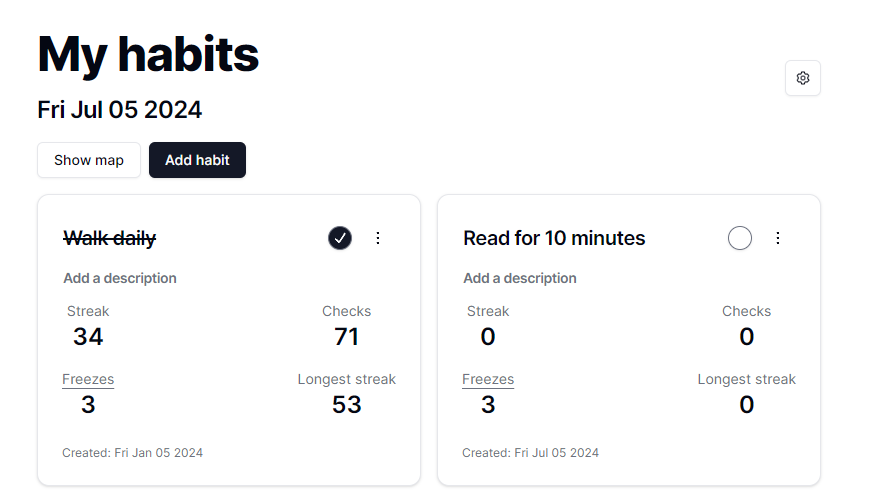 My habits
Fri Jul 05 2024
Show map
Add habit
Walk daily
Add a description
Streak
Checks
34
71
Freezes
Longest streak
3
53
Created: Fri Jan 05 2024
Read for 10 minutes
Add a description
Streak
Checks
0
0
Freezes
Longest streak
3
0
Created: Fri Jul 05 2024